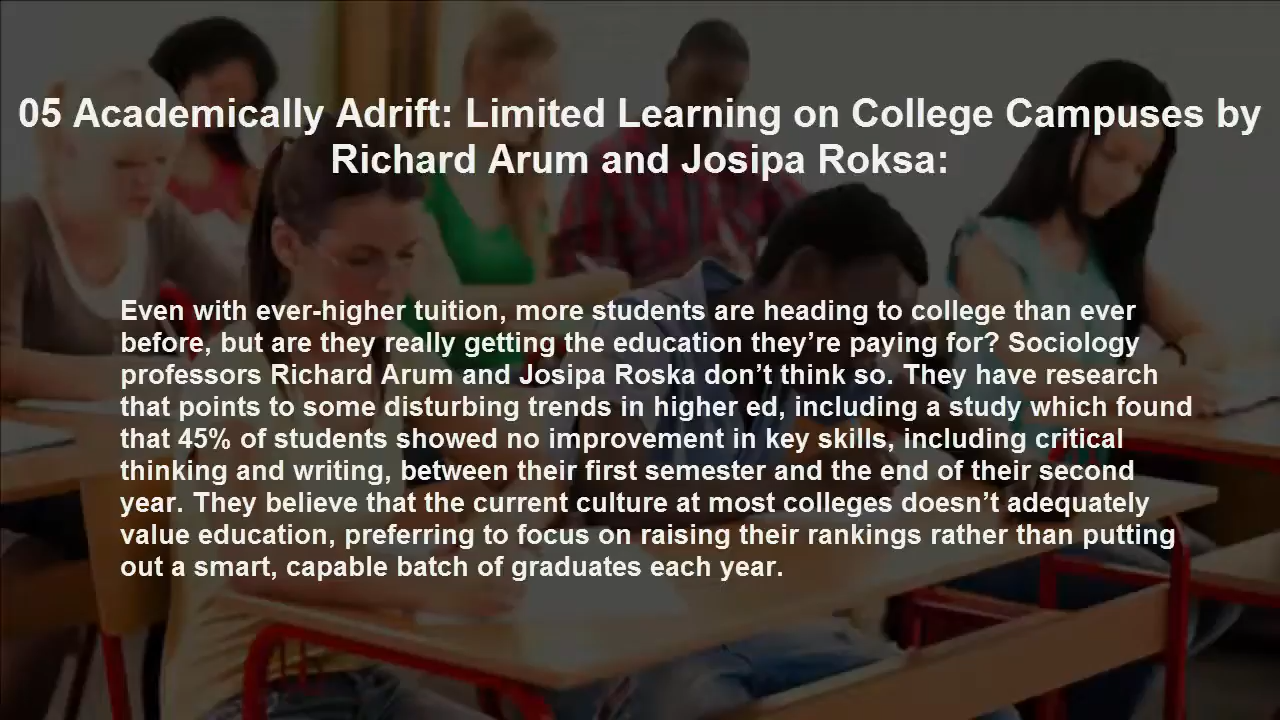 05 Academically Adrift: Limited Learning on College Campuses by
Richard Arum and Josipa Roksa:
Even with ever-higher tuition, more students are heading to college than ever
before, but are they really getting the education they’re paying for? Sociology
professors Richard Arum and Josipa Roska don’t think so. They have research
that points to some disturbing trends in higher ed, including a study which found
that 45% of students showed no improvement in key skills, including critical
thinking and writing, between their first semester and the end of their second
year. They believe that the current culture at most colleges doesn’t adequately
value education, preferring to focus on raising their rankings rather than putting
out a smart, capable batch of graduates each year.